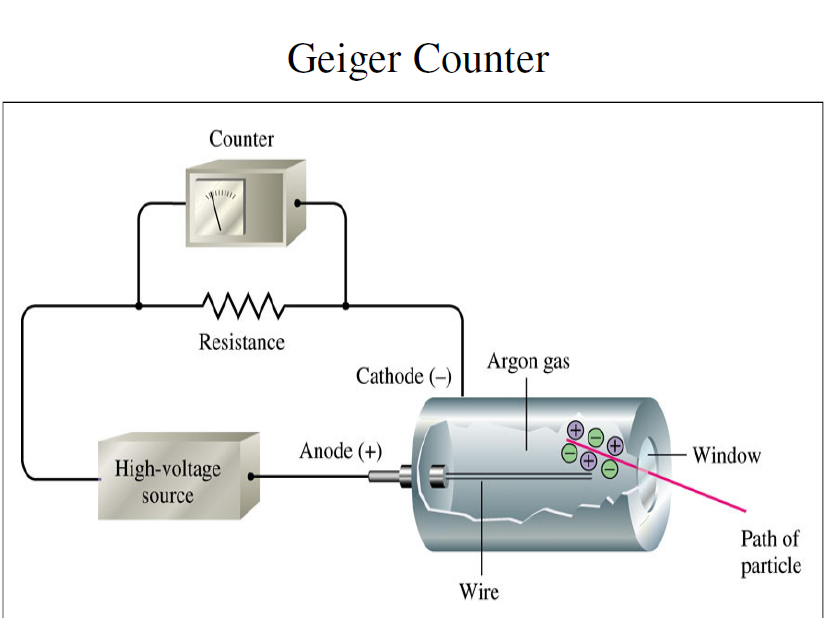 Geiger Counter
Counter
Resistance
Cathode (–)
Argon gas
Anode (+)
High-voltage
source
Window
Path of
particle
Wire